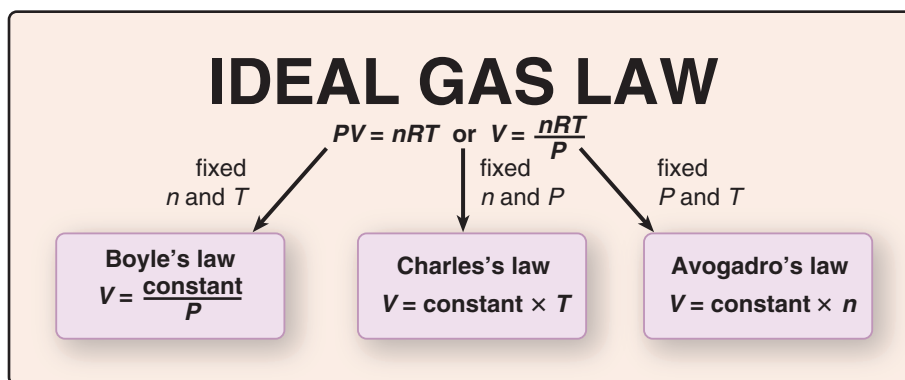 IDEAL GAS LAW
PV = nRT or V = nRT/P
fixed
n and T
fixed
n and P
fixed
P and T
Boyle's law
V = constant/P
Charles's law
V = constant × T
Avogadro's law
V = constant × n